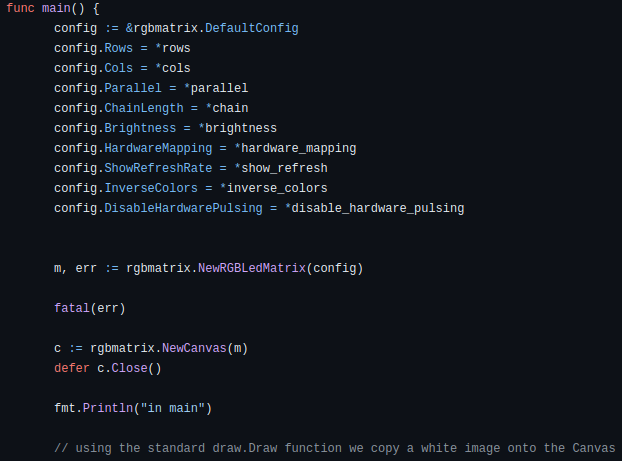 func main() {
config := &rgbmatrix.DefaultConfig
config.Rows = *rows
config.Cols = *cols
config.Parallel = *parallel
config.ChainLength = *chain
config.Brightness = *brightness
config.HardwareMapping = *hardware_mapping
config.ShowRefreshRate = *show_refresh
config.InverseColors = *inverse_colors
config.DisableHardwarePulsing = *disable_hardware_pulsing
m, err := rgbmatrix.NewRGBLedMatrix(config)
fatal(err)
c := rgbmatrix.NewCanvas(m)
defer c.Close()
fmt.Println("in main")
// using the standard draw.Draw function we copy a white image onto the Canvas